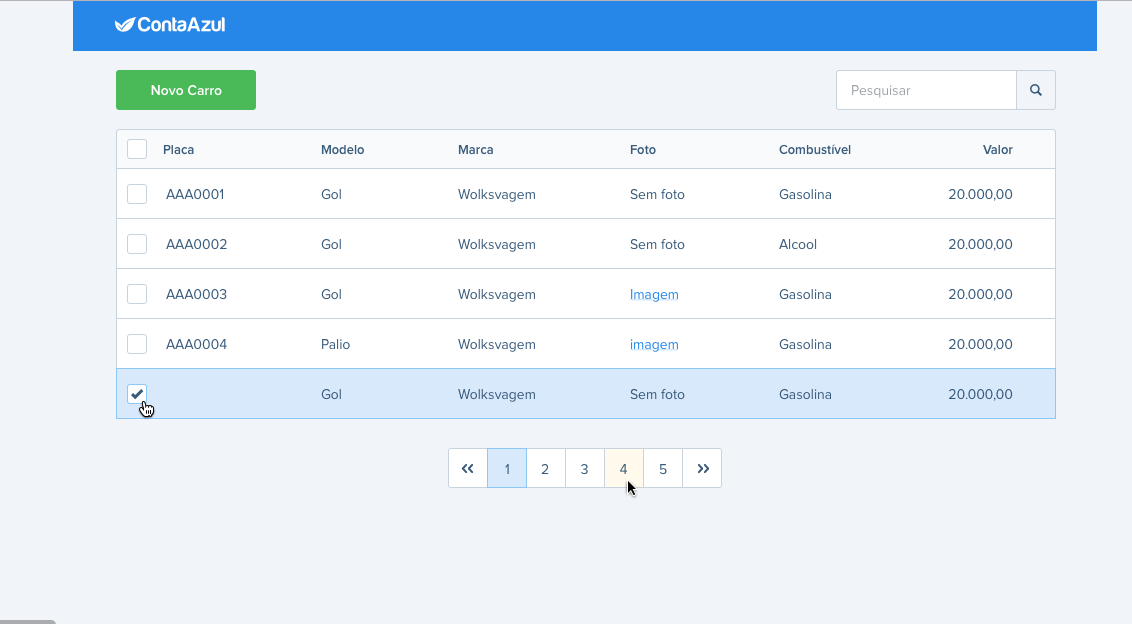 ContaAzul
Novo Carro
Pesquisar
Placa Modelo Marca Foto Combustível Valor
AAA0001 Gol Wolksvagem Sem foto Gasolina 20.000,00
AAA0002 Gol Wolksvagem Sem foto Alcool 20.000,00
AAA0003 Gol Wolksvagem Imagem Gasolina 20.000,00
AAA0004 Palio Wolksvagem imagem Gasolina 20.000,00
Gol Wolksvagem Sem foto Gasolina 20.000,00
« 1 2 3 4 5 »